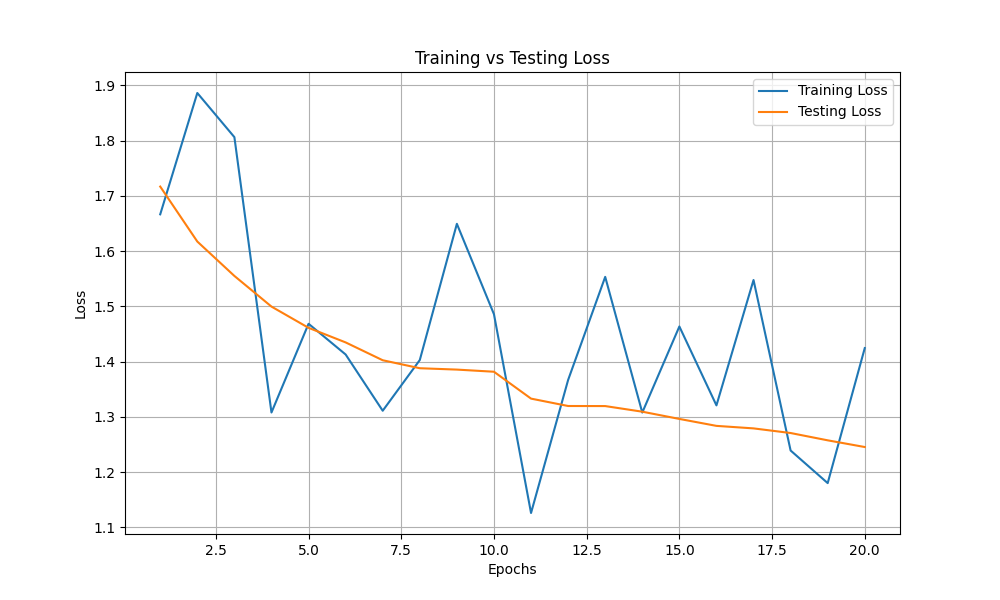 Training vs Testing Loss
Training Loss
Testing Loss
1.9
1.8
1.7
1.6
1.5
1.4
1.3
1.2
1.1
Loss
2.5 5.0 7.5 10.0 12.5 15.0 17.5 20.0
Epochs